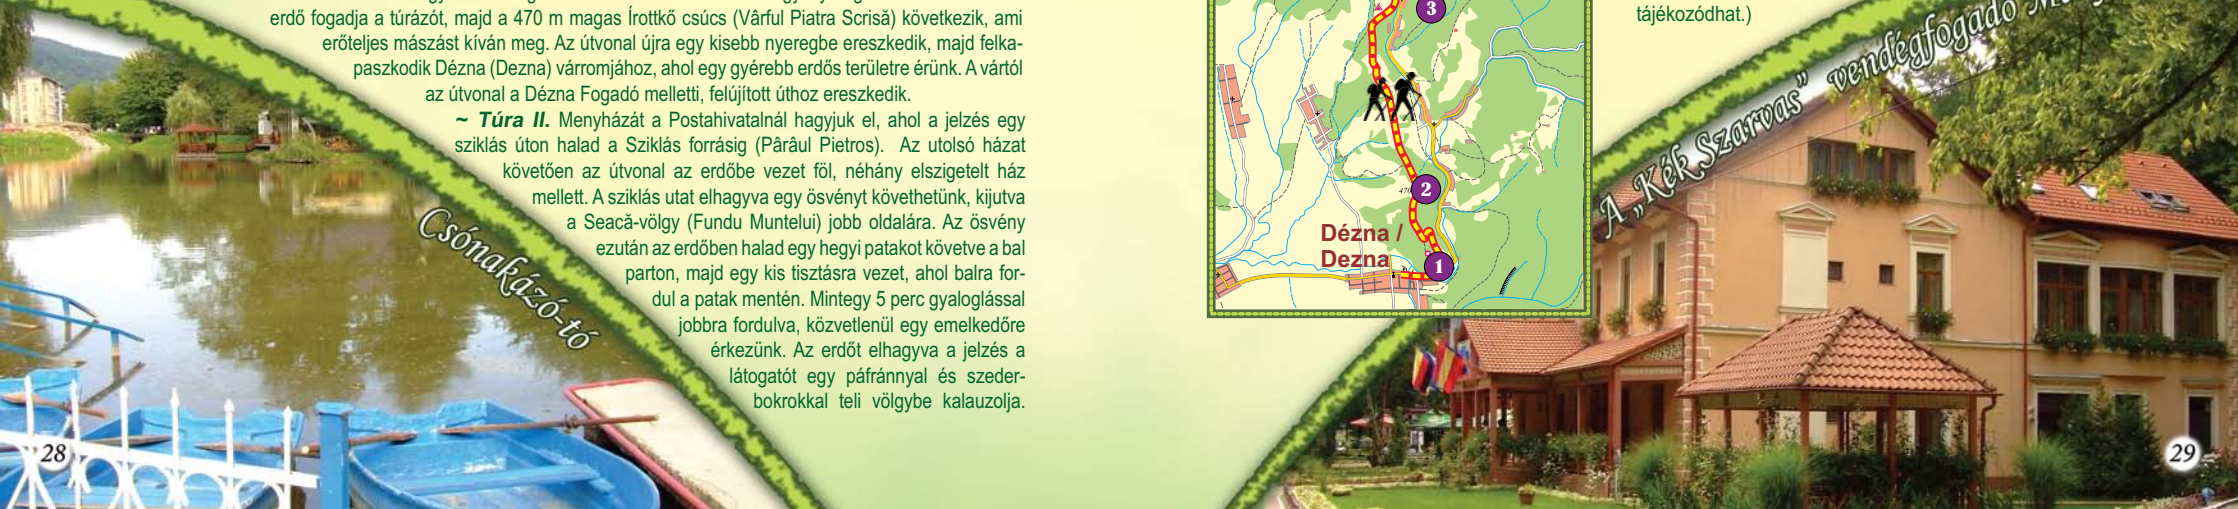 erdő fogadja a túrázót, majd a 470 m magas Írottkő csúcs (Vârful Piatra Scrisă) következik, ami
erőteljes mászást kíván meg. Az útvonal újra egy kisebb nyeregbe ereszkedik, majd felka-
paszkodik Dézna (Dezna) várromjához, ahol egy gyérebb erdős területre érünk. A vártól
az útvonal a Dézna Fogadó melletti, felújított úthoz ereszkedik.
~ Túra II. Menyházát a Postahivatalnál hagyjuk el, ahol a jelzés egy
sziklás úton halad a Sziklás forrásig (Pârâul Pietros). Az utolsó házat
követően az útvonal az erdőbe vezet föl, néhány elszigetelt ház
mellett. A sziklás utat elhagyva egy ösvényt követhetünk, kijutva
a Seacă-völgy (Fundu Muntelui) jobb oldalára. Az ösvény
ezután az erdőben halad egy hegyi patakot követve a bal
parton, majd egy kis tisztásra vezet, ahol balra for-
dul a patak mentén. Mintegy 5 perc gyaloglással
jobbra fordulva, közvetlenül egy emelkedőre
érkezünk. Az erdőt elhagyva a jelzés a
látogatót egy páfránnyal és szeder-
bokrokkal teli völgybe kalauzolja.
Csónakázó-tó
28
3
470
2
Dézna /
Dezna
1
tájékozódhat.)
A „Kék Szarvas” vendégfogadó
29